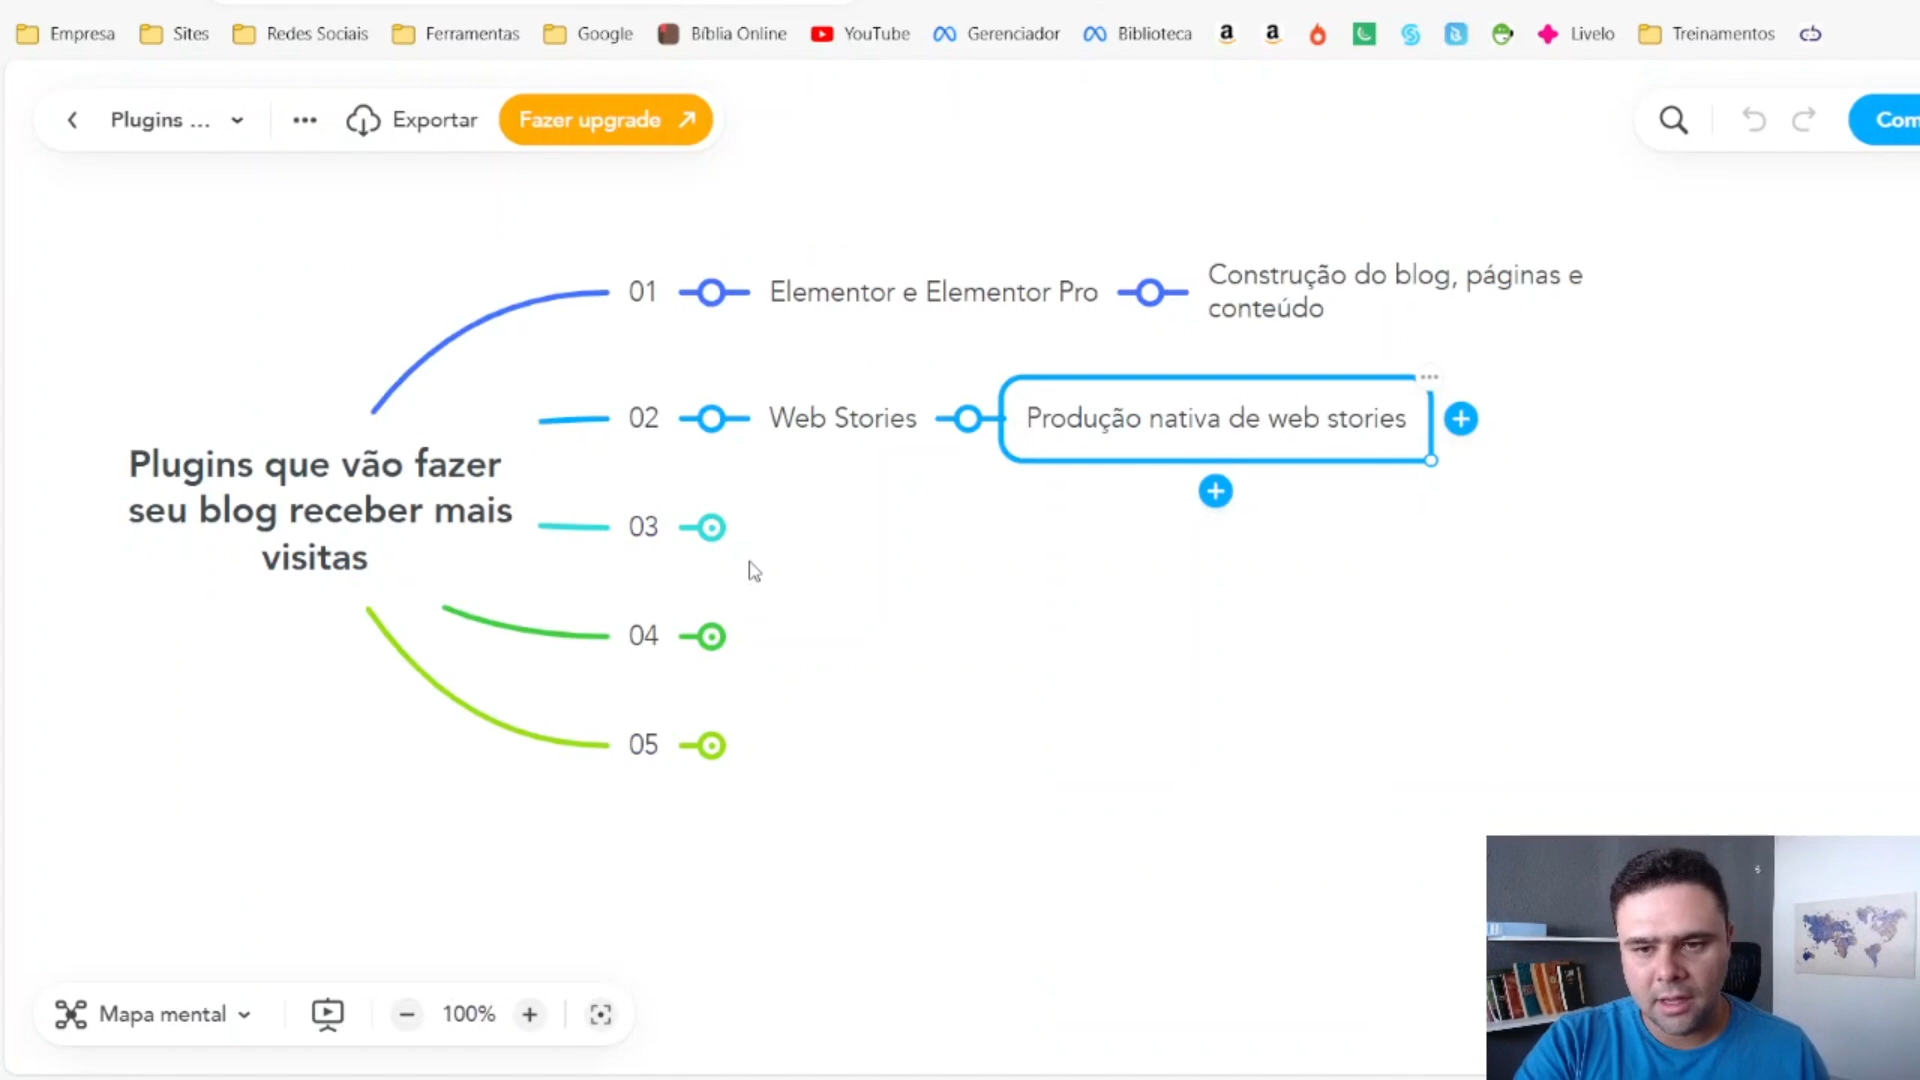 Empresa Sites Redes Sociais Ferramentas Google Bíblia Online YouTube Gerenciador Biblioteca a a Livelo Treinamentos
Plugins ... Exportar Fazer upgrade Com
01 Elementor e Elementor Pro Construção do blog, páginas e
conteúdo
02 Web Stories Produção nativa de web stories
Plugins que vão fazer
seu blog receber mais
visitas
03
04
05
Mapa mental 100%